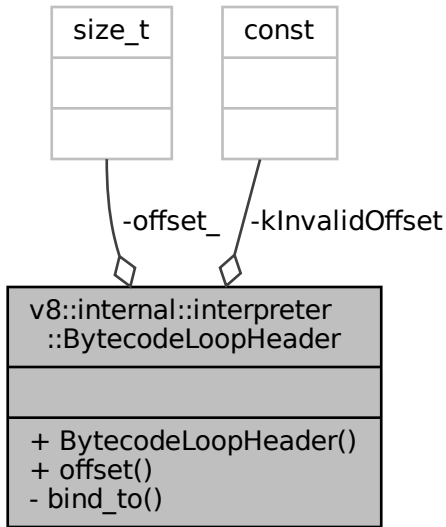 size_t
const
-offset_
-kInvalidOffset
v8::internal::interpreter
::BytecodeLoopHeader
+ BytecodeLoopHeader()
+ offset()
- bind_to()